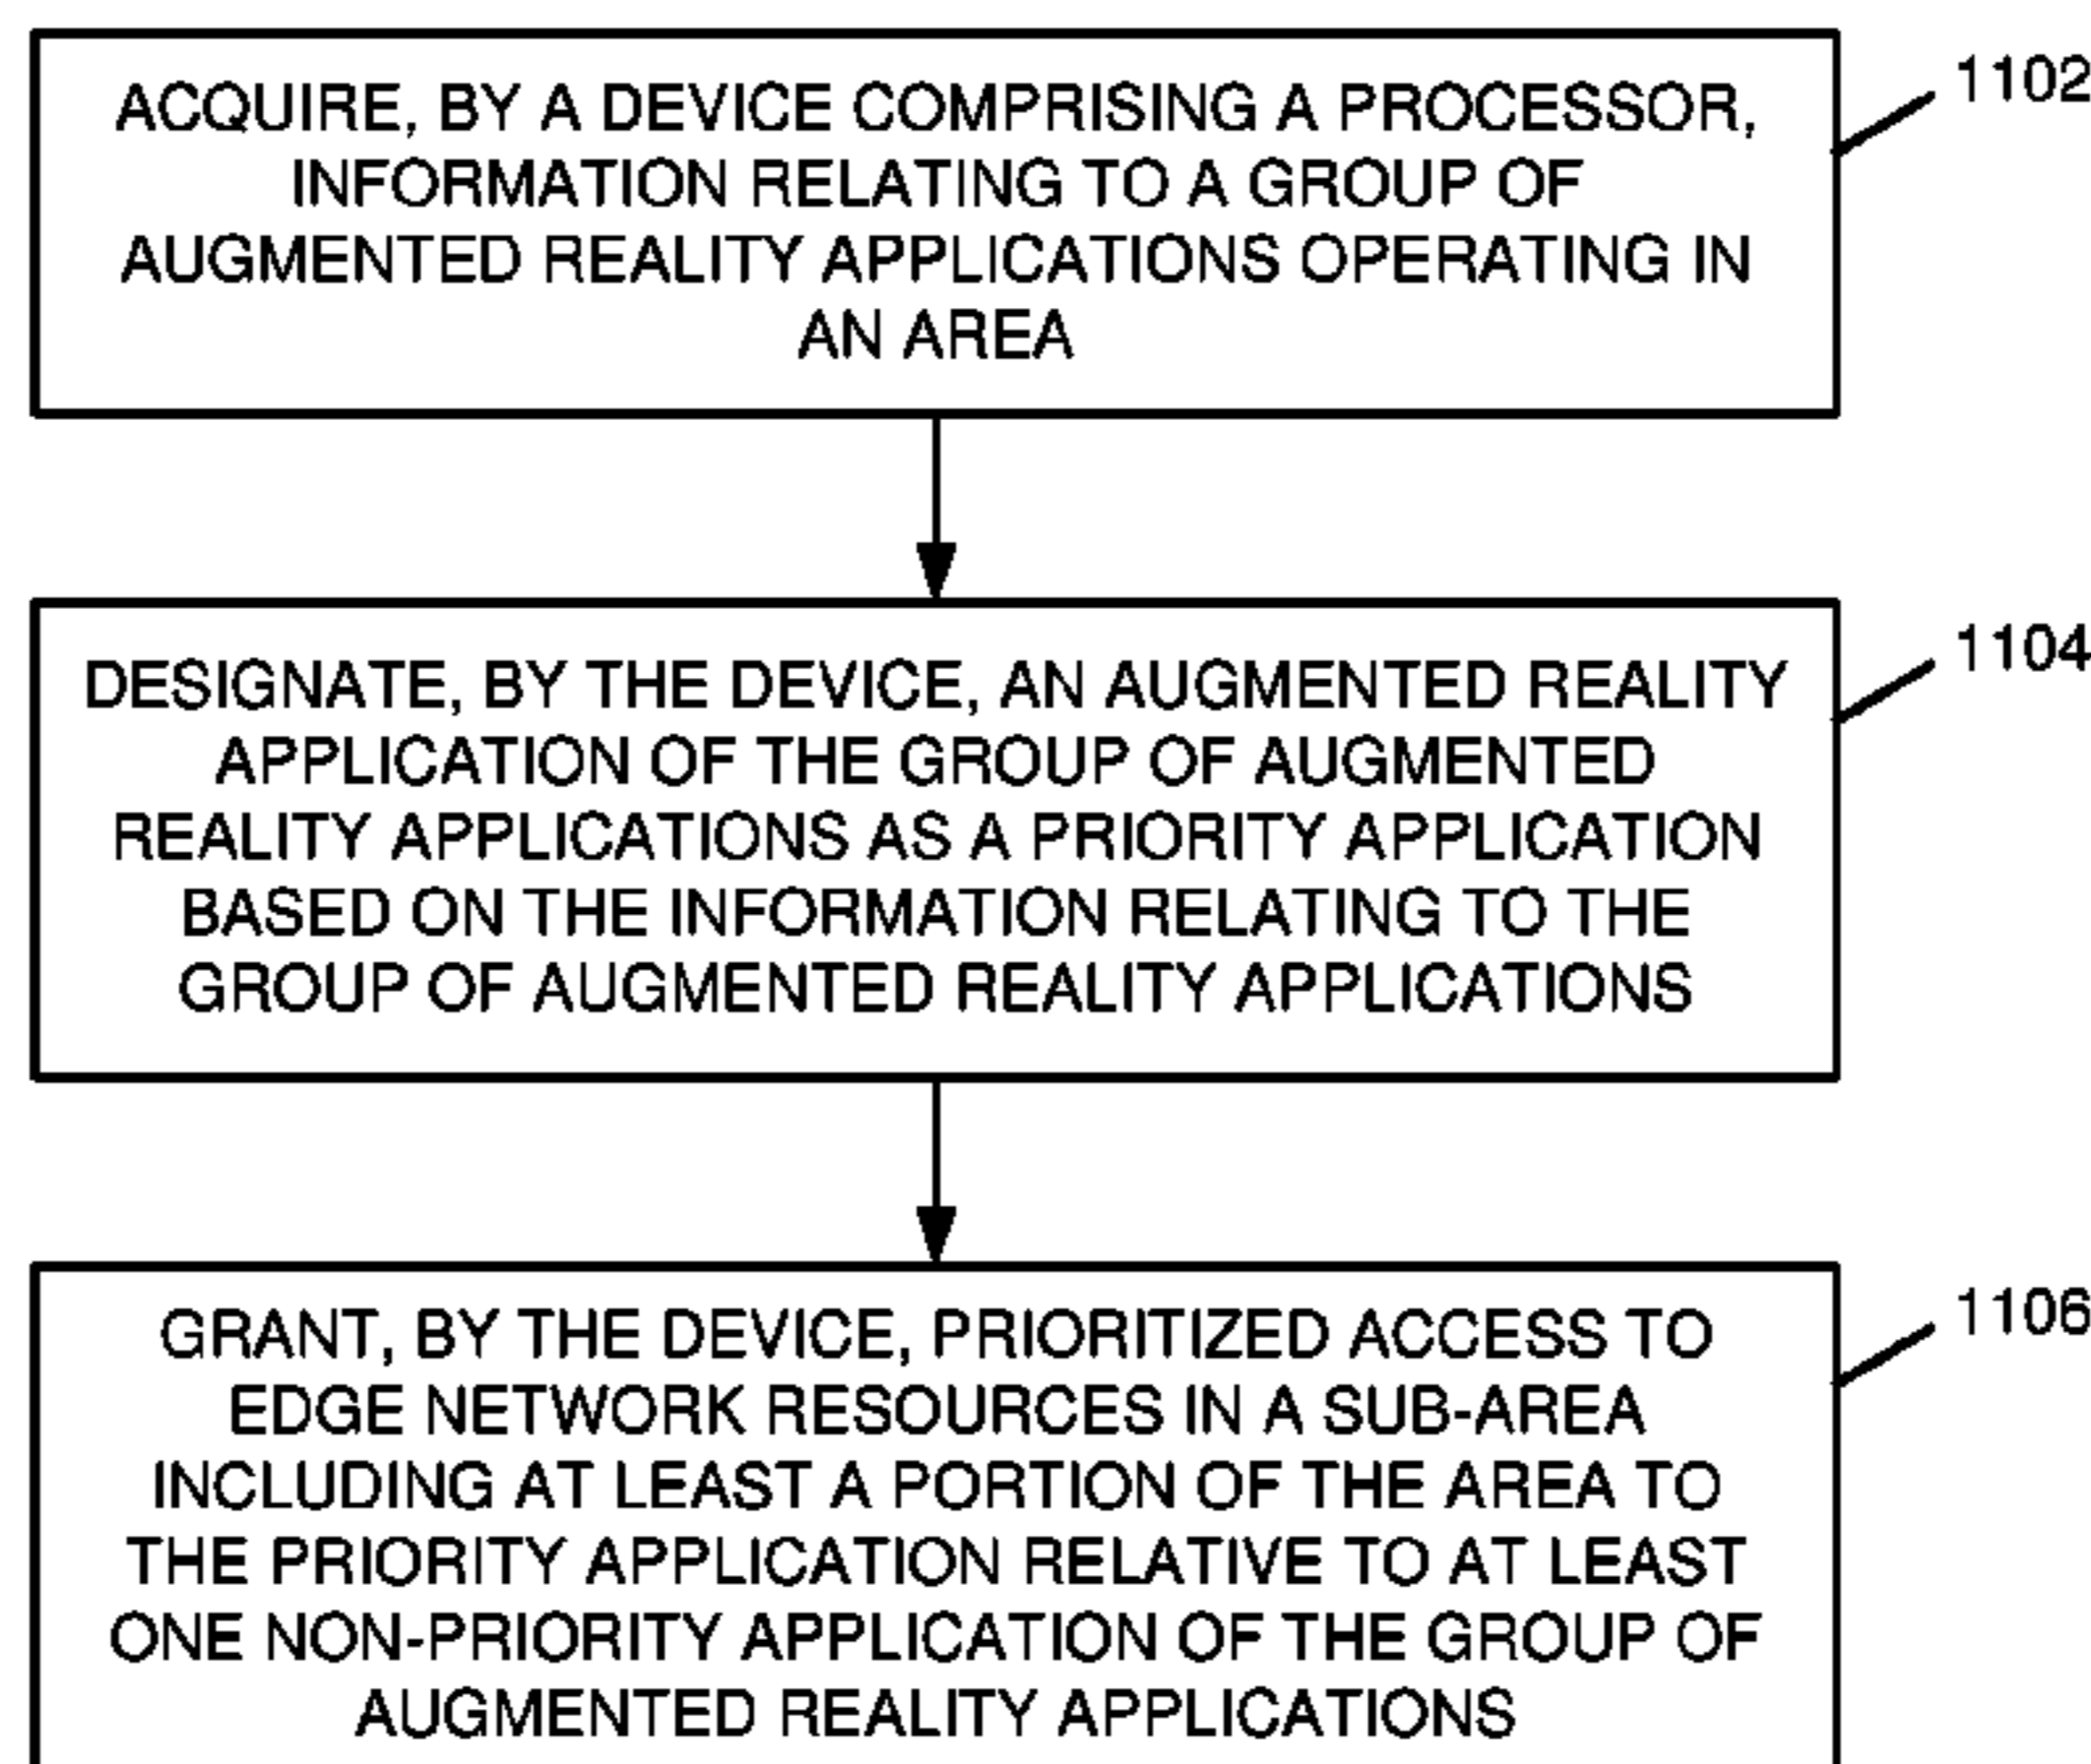 ACQUIRE, BY A DEVICE COMPRISING A PROCESSOR,
INFORMATION RELATING TO A GROUP OF
AUGMENTED REALITY APPLICATIONS OPERATING IN
AN AREA
1102
DESIGNATE, BY THE DEVICE, AN AUGMENTED REALITY
APPLICATION OF THE GROUP OF AUGMENTED
REALITY APPLICATIONS AS A PRIORITY APPLICATION
BASED ON THE INFORMATION RELATING TO THE
GROUP OF AUGMENTED REALITY APPLICATIONS
1104
GRANT, BY THE DEVICE, PRIORITIZED ACCESS TO
EDGE NETWORK RESOURCES IN A SUB-AREA
INCLUDING AT LEAST A PORTION OF THE AREA TO
THE PRIORITY APPLICATION RELATIVE TO AT LEAST
ONE NON-PRIORITY APPLICATION OF THE GROUP OF
AUGMENTED REALITY APPLICATIONS
1106